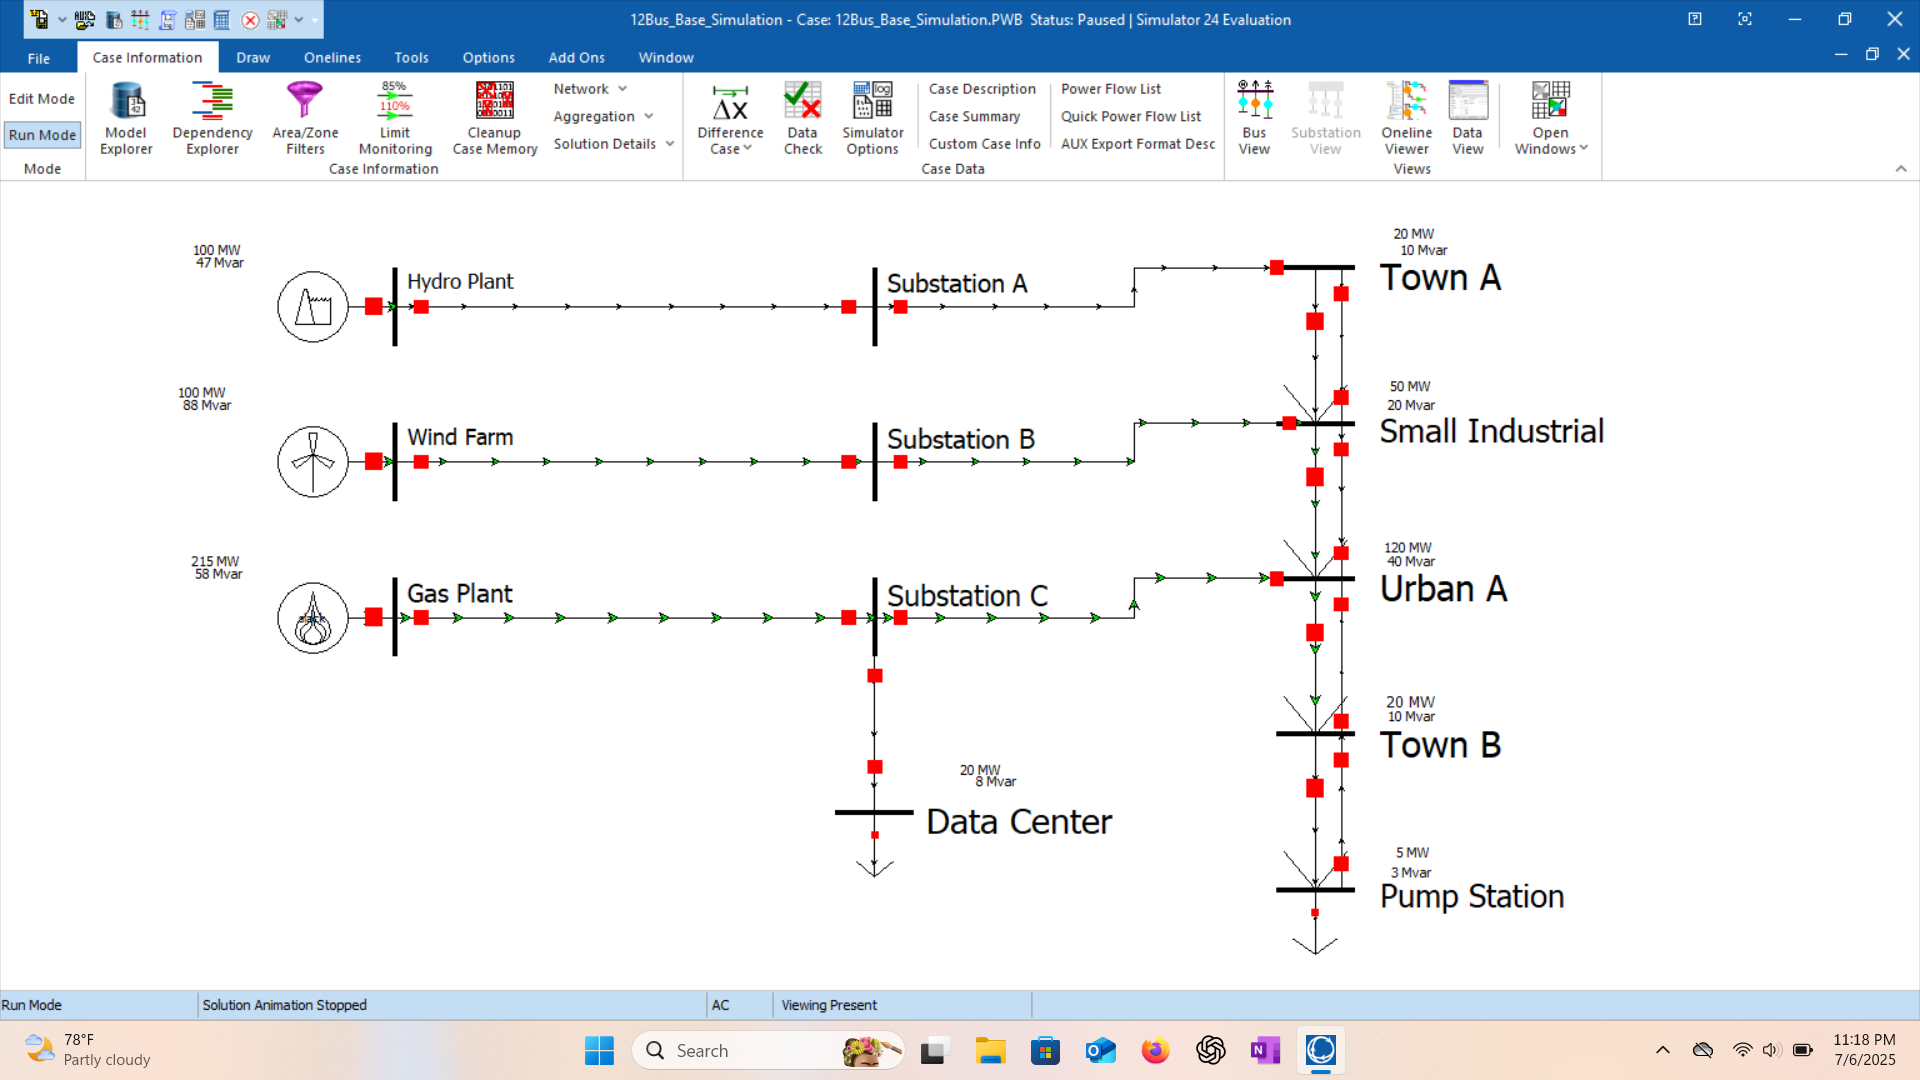 12Bus_Base_Simulation - Case: 12Bus_Base_Simulation.PWB Status: Paused | Simulator 24 Evaluation
File
Case Information
Draw
Onelines
Tools
Options
Add Ons
Window
Edit Mode
Run Mode
Mode
Model Explorer
Dependency Explorer
Area/Zone Filters
85%
110%
Limit Monitoring
Cleanup Case Memory
Network
Aggregation
Solution Details
Case Information
Difference Case
Data Check
Simulator Options
Case Description
Case Summary
Custom Case Info
Power Flow List
Quick Power Flow List
AUX Export Format Desc
Case Data
Bus View
Substation View
Oneline Viewer
Data View
Open Windows
Views
100 MW
47 Mvar
Hydro Plant
Substation A
20 MW
10 Mvar
Town A
100 MW
88 Mvar
Wind Farm
Substation B
50 MW
20 Mvar
Small Industrial
215 MW
58 Mvar
slack
Gas Plant
Substation C
120 MW
40 Mvar
Urban A
20 MW
10 Mvar
Town B
20 MW
8 Mvar
Data Center
5 MW
3 Mvar
Pump Station
Run Mode
Solution Animation Stopped
AC
Viewing Present
78°F
Partly cloudy
Search
11:18 PM
7/6/2025